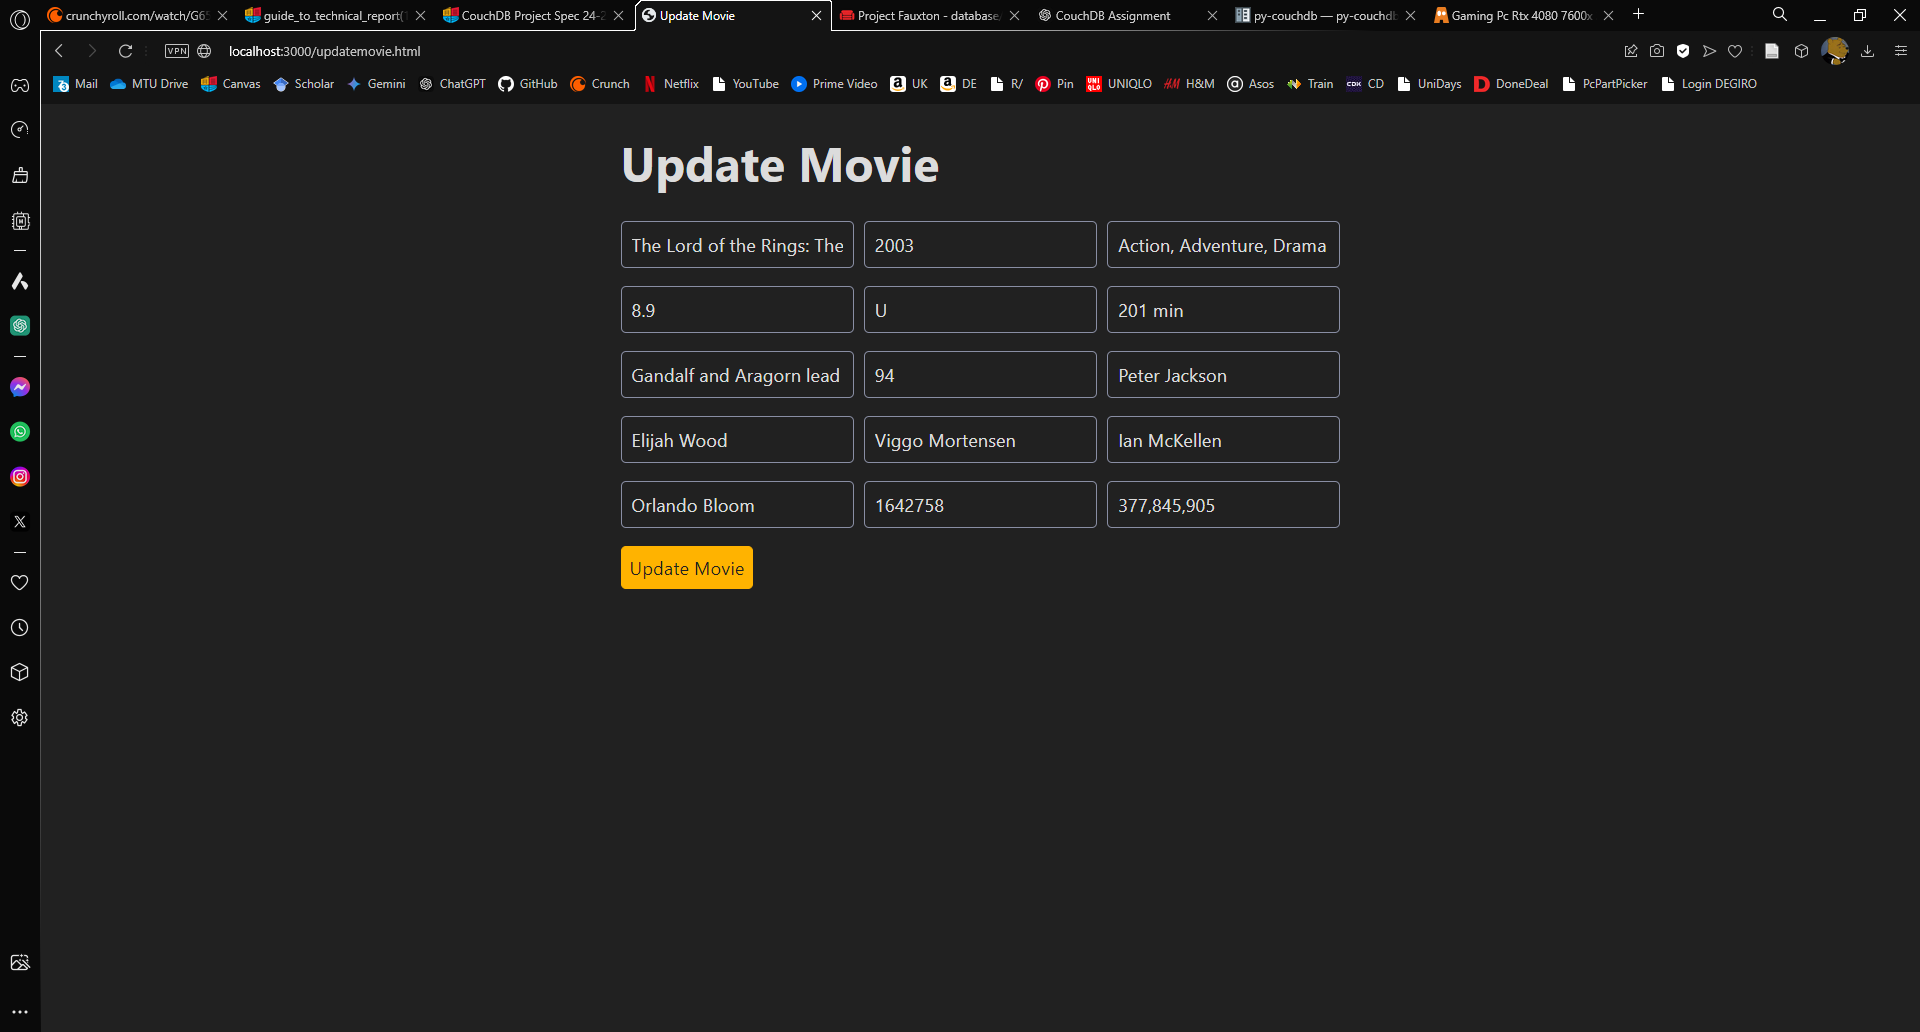 crunchyroll.com/watch/G65
guide_to_technical_report(1
CouchDB Project Spec 24-2
Update Movie
Project Fauxton - database/
CouchDB Assignment
py-couchdb — py-couchdb
Gaming Pc Rtx 4080 7600x
VPN
localhost:3000/updatemovie.html
Mail
MTU Drive
Canvas
Scholar
Gemini
ChatGPT
GitHub
Crunch
Netflix
YouTube
Prime Video
UK
DE
R/
Pin
UNIQLO
H&M
Asos
Train
CD
UniDays
DoneDeal
PcPartPicker
Login DEGIRO
Update Movie
The Lord of the Rings: The
2003
Action, Adventure, Drama
8.9
U
201 min
Gandalf and Aragorn lead
94
Peter Jackson
Elijah Wood
Viggo Mortensen
Ian McKellen
Orlando Bloom
1642758
377,845,905
Update Movie